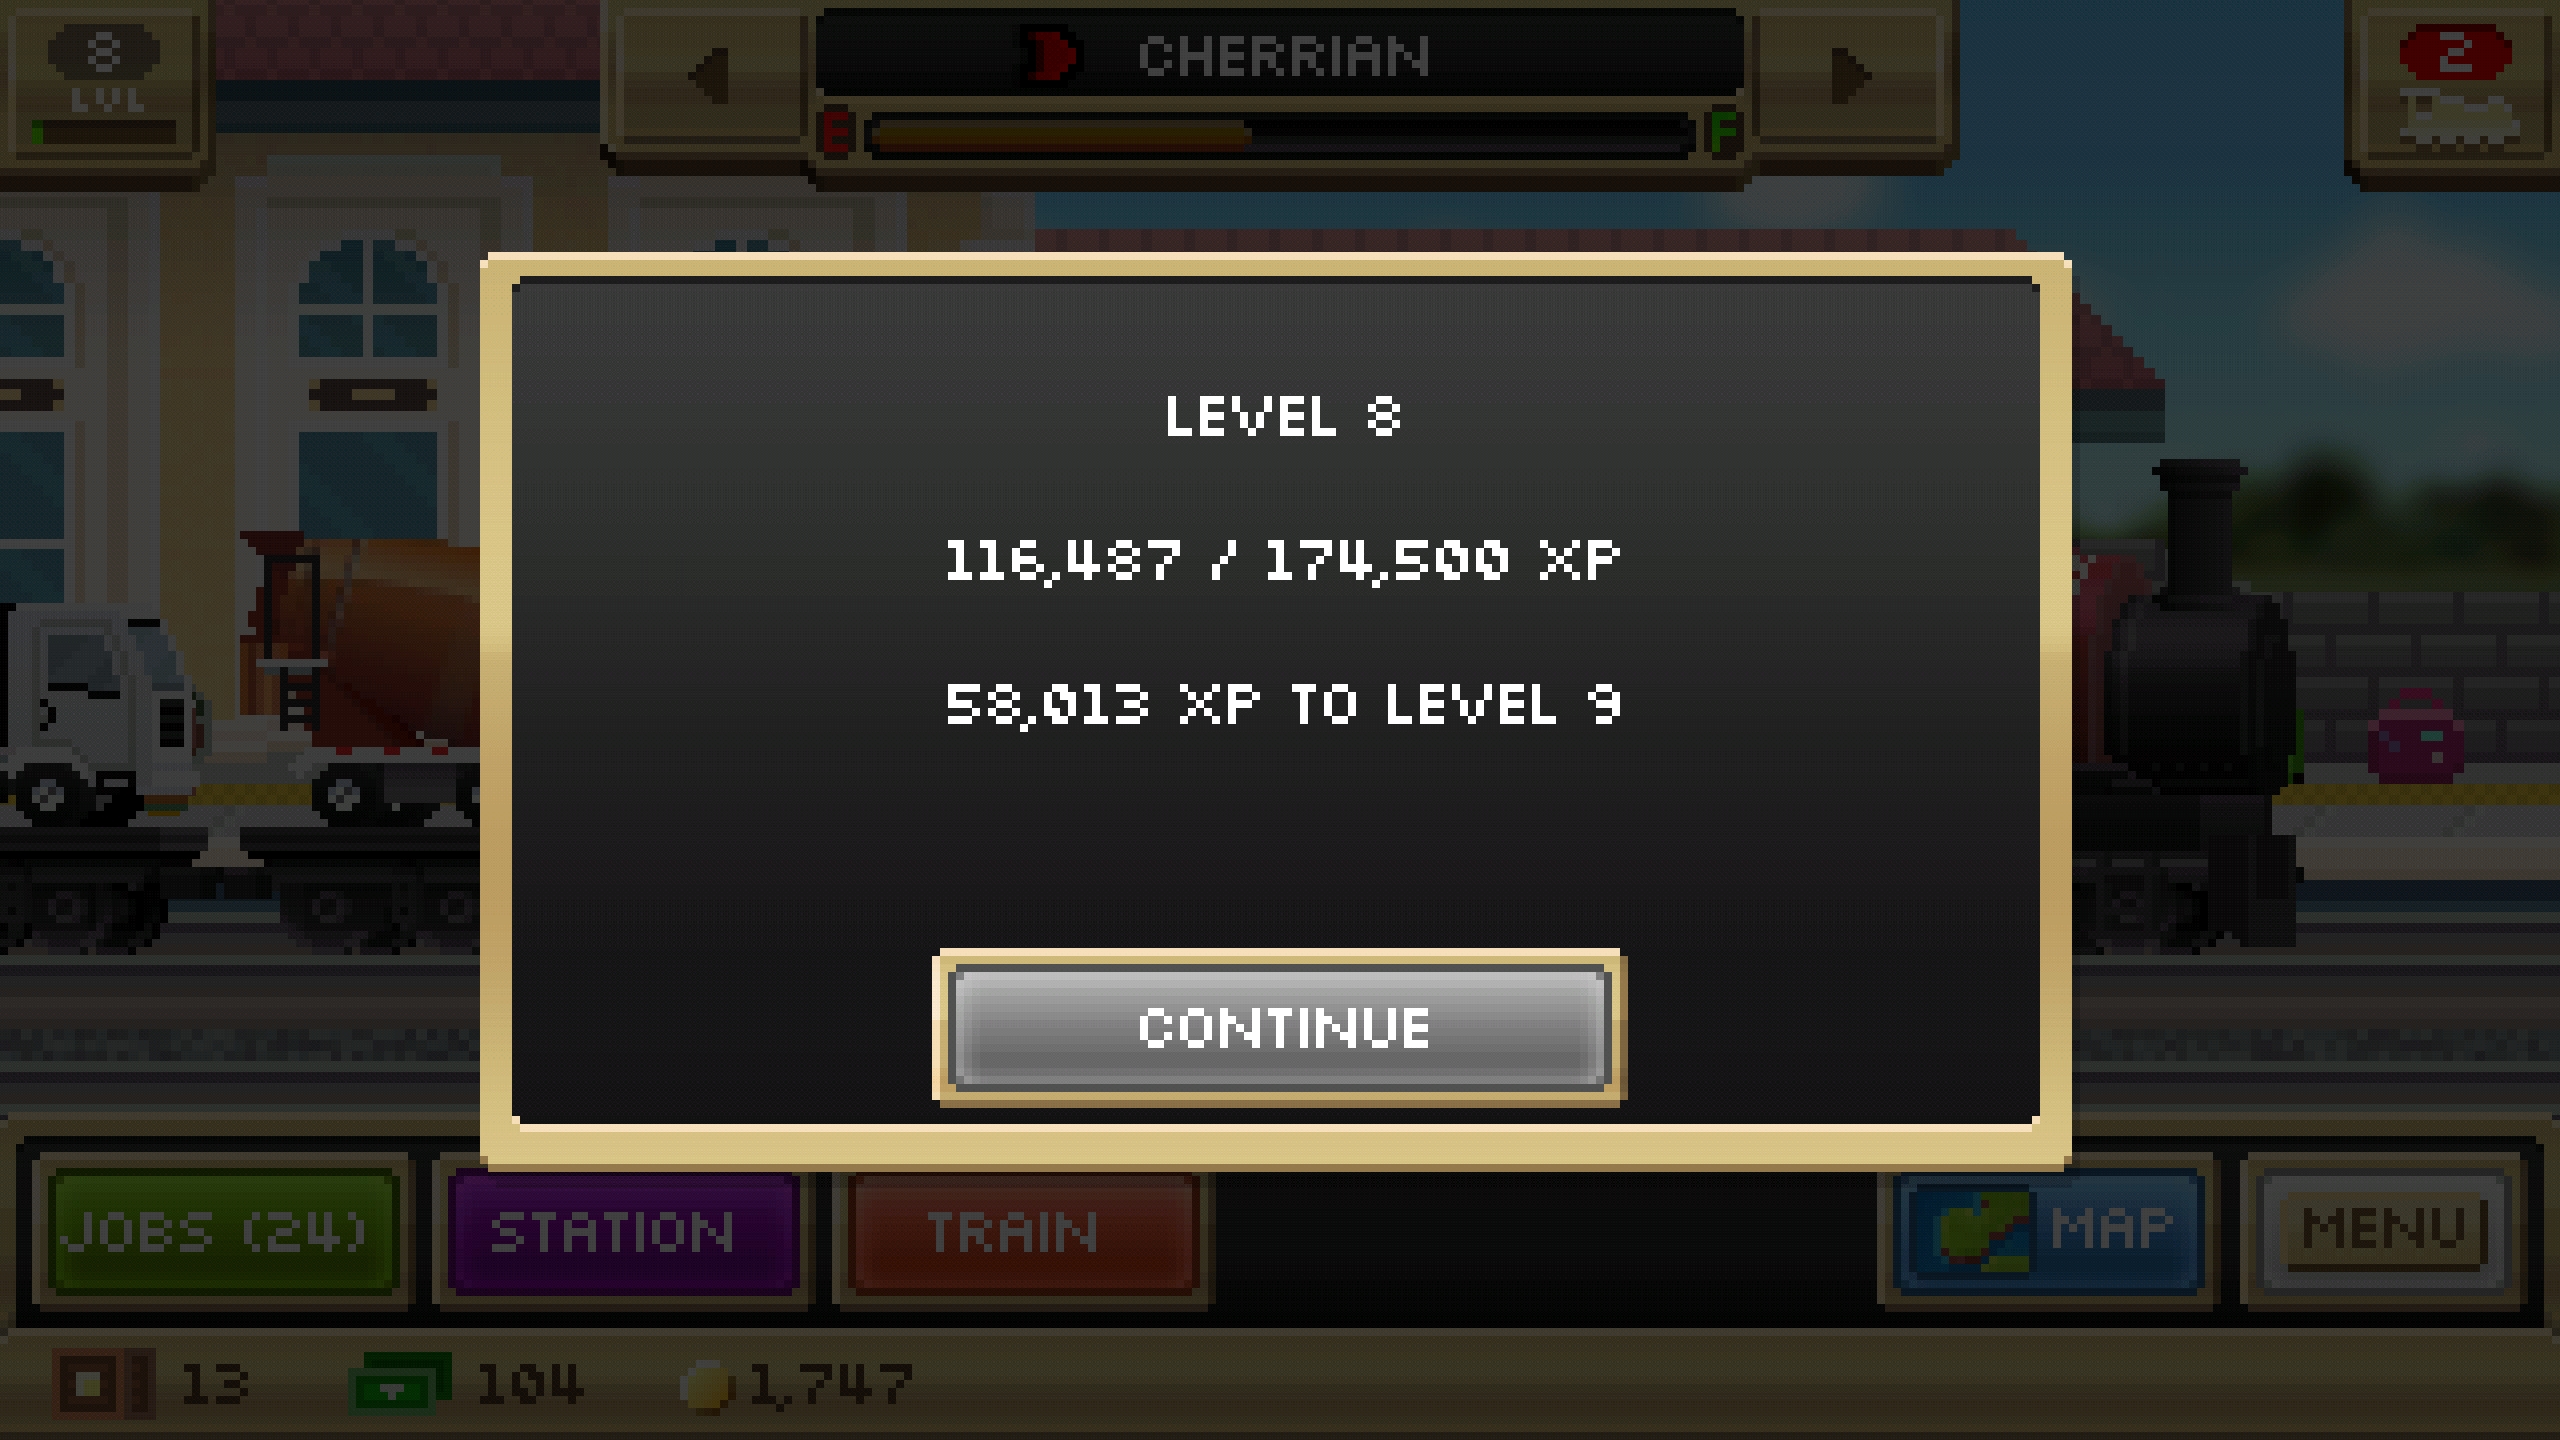 8
LVL
CHERRIAN
E
F
2
LEVEL 8
116,487 / 174,500 XP
58,013 XP TO LEVEL 9
CONTINUE
JOBS (24)
STATION
TRAIN
MAP
MENU
13
104
1,747